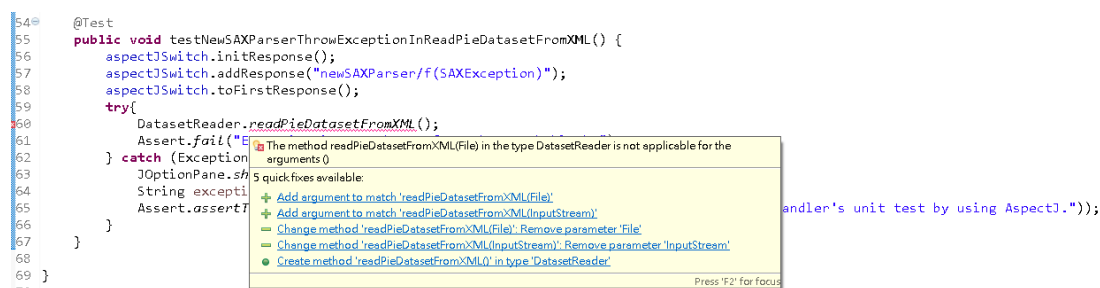 54 @Test
55 public void testNewSAXParserThrowExceptionInReadPieDatasetFromXML() {
56 aspectJSwitch.initResponse();
57 aspectJSwitch.addResponse("newSAXParser/f(SAXException)");
58 aspectJSwitch.toFirstResponse();
59 try{
60 DatasetReader.readPieDatasetFromXML();
61 Assert.fail("E
The method readPieDatasetFromXML(File) in the type DatasetReader is not applicable for the
arguments ()
5 quick fixes available:
Add argument to match 'readPieDatasetFromXML(File)'
Add argument to match 'readPieDatasetFromXML(InputStream)'
Change method 'readPieDatasetFromXML(File)': Remove parameter 'File'
Change method 'readPieDatasetFromXML(InputStream)': Remove parameter 'InputStream'
Create method 'readPieDatasetFromXML()' in type 'DatasetReader'
Press 'F2' for focus
62 } catch (Exception
63 JOptionPane.sh
64 String excepti
65 Assert.assertT andler's unit test by using AspectJ."));
66 }
67 }
68
69 }